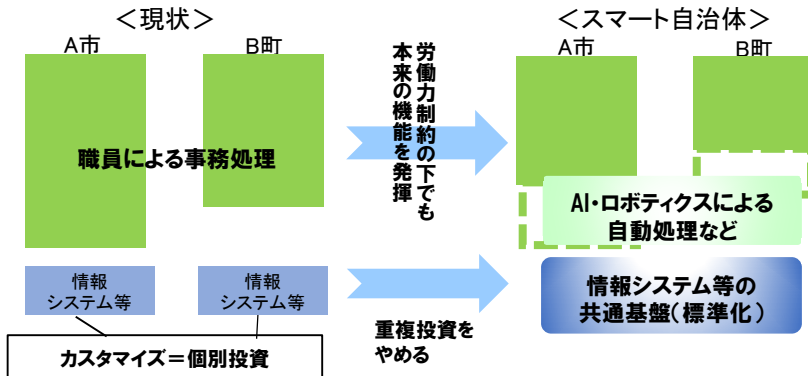 ＜現状＞
A市
B町
職員による事務処理
情報
システム等
情報
システム等
カスタマイズ＝個別投資
労働力制約の下でも
本来の機能を発揮
重複投資を
やめる
＜スマート自治体＞
A市
B町
AI・ロボティクスによる
自動処理など
情報システム等の
共通基盤（標準化）